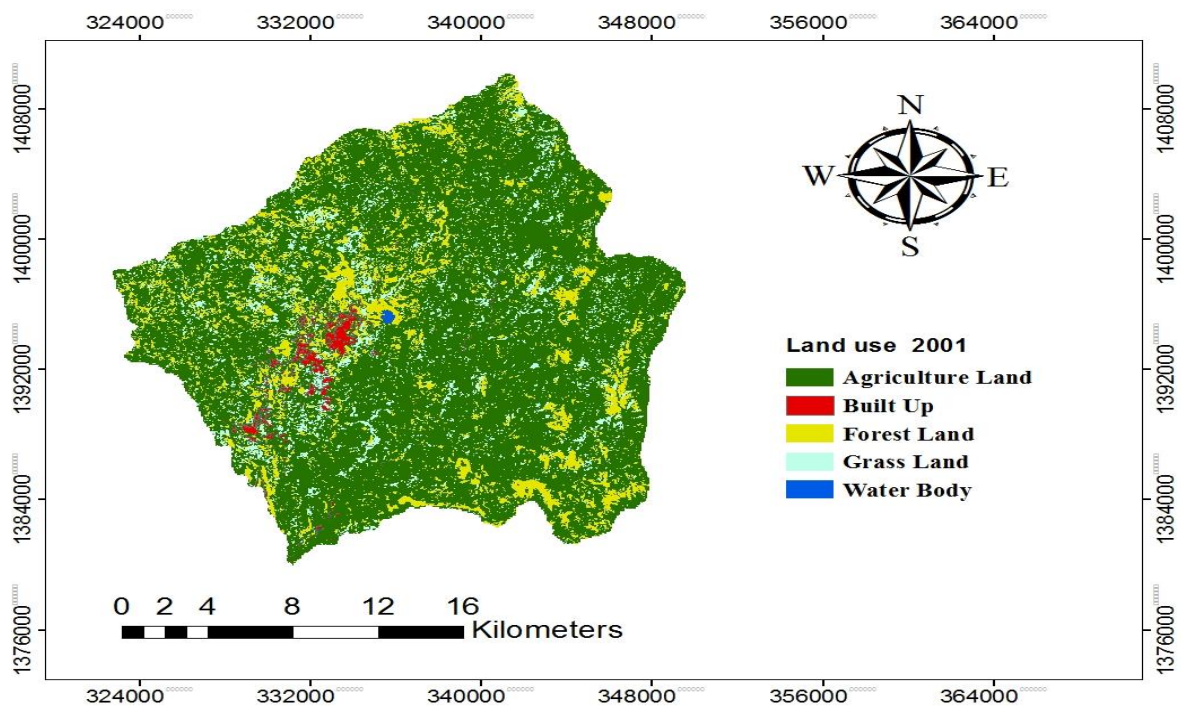 324000 332000 340000 348000 356000 364000
1408000 1408000
N
W E
S
1400000 1400000
Land use 2001
1392000 1392000
Agriculture Land
Built Up
Forest Land
Grass Land
Water Body
1384000 1384000
0 2 4 8 12 16
Kilometers
1376000 1376000
324000 332000 340000 348000 356000 364000